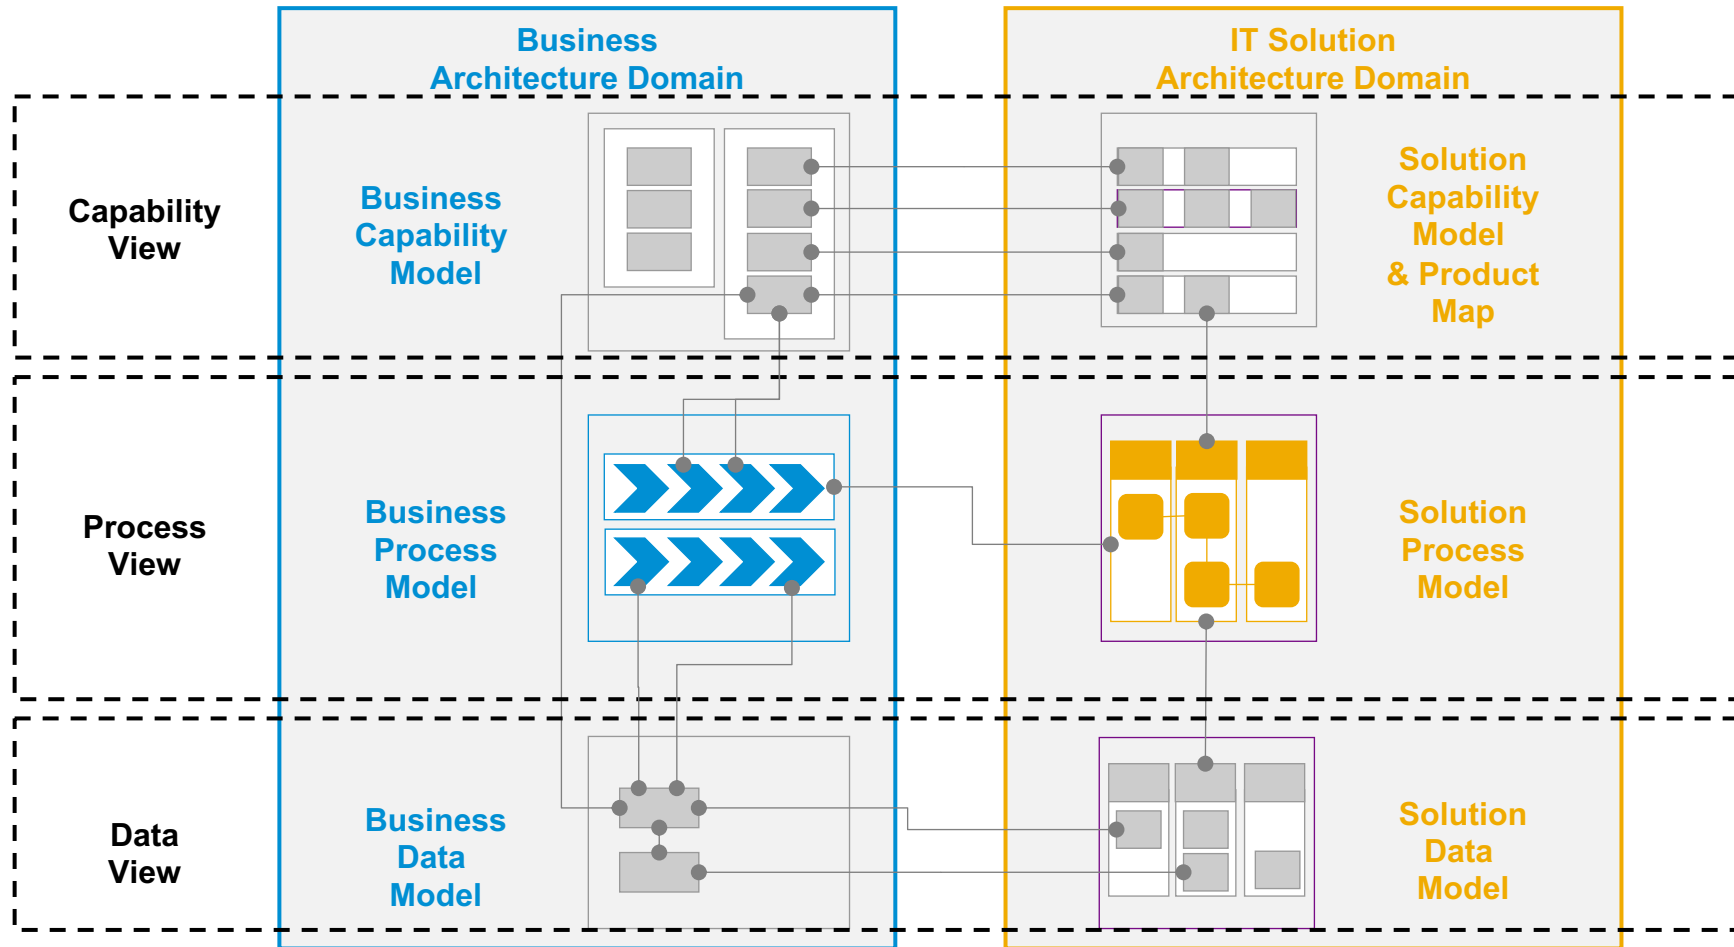 Business
Architecture Domain
IT Solution
Architecture Domain
Capability
View
Business
Capability
Model
Solution
Capability
Model
& Product
Map
Process
View
Business
Process
Model
Solution
Process
Model
Data
View
Business
Data
Model
Solution
Data
Model